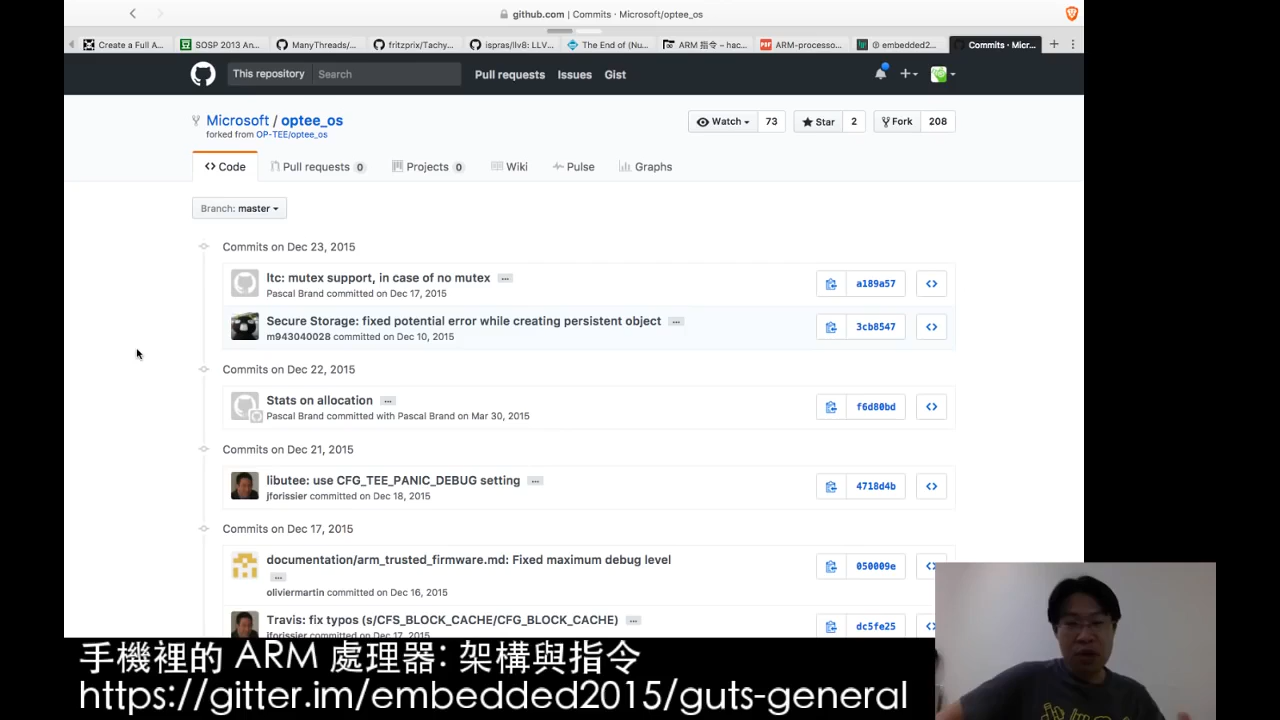 github.com | Commits · Microsoft/optee_os
Create a Full A...
SOSP 2013 An...
ManyThreads/...
fritzprix/Tachy...
ispras/llv8: LLV...
The End of (Nu...
ARM 指令 – hac...
ARM-processo...
embedded2...
Commits · Micr...
This repository
Search
Pull requests
Issues
Gist
Microsoft / optee_os
forked from OP-TEE/optee_os
Watch
73
Star
2
Fork
208
Code
Pull requests 0
Projects 0
Wiki
Pulse
Graphs
Branch: master
Commits on Dec 23, 2015
ltc: mutex support, in case of no mutex ...
Pascal Brand committed on Dec 17, 2015
a189a57
Secure Storage: fixed potential error while creating persistent object ...
m943040028 committed on Dec 10, 2015
3cb8547
Commits on Dec 22, 2015
Stats on allocation ...
Pascal Brand committed with Pascal Brand on Mar 30, 2015
f6d80bd
Commits on Dec 21, 2015
libutee: use CFG_TEE_PANIC_DEBUG setting ...
jforissier committed on Dec 18, 2015
4718d4b
Commits on Dec 17, 2015
documentation/arm_trusted_firmware.md: Fixed maximum debug level
...
oliviermartin committed on Dec 16, 2015
050009e
Travis: fix typos (s/CFS_BLOCK_CACHE/CFG_BLOCK_CACHE) ...
jforissier committed on Dec 17, 2015
dc5fe25
手機裡的 ARM 處理器: 架構與指令
https://gitter.im/embedded2015/guts-general